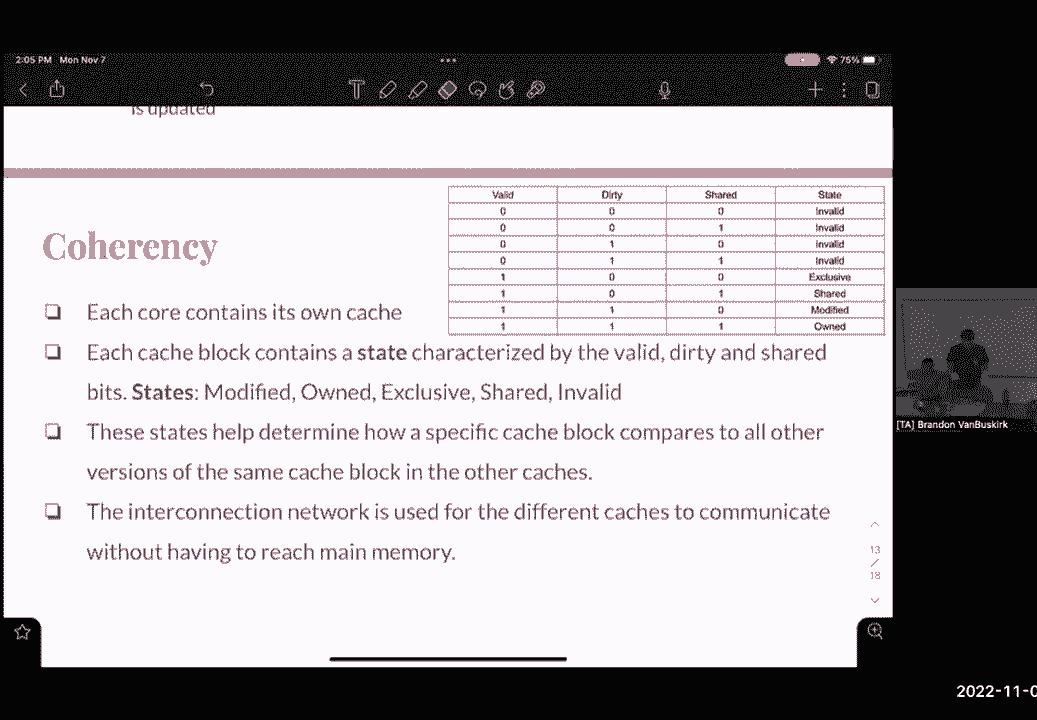 2:05 PM Mon Nov 7
75%
is updated
Coherency
Valid Dirty Shared State
0 0 0 Invalid
0 0 1 Invalid
0 1 0 Invalid
0 1 1 Invalid
1 0 0 Exclusive
1 0 1 Shared
1 1 0 Modified
1 1 1 Owned
Each core contains its own cache
Each cache block contains a state characterized by the valid, dirty and shared
bits. States: Modified, Owned, Exclusive, Shared, Invalid
These states help determine how a specific cache block compares to all other
versions of the same cache block in the other caches.
The interconnection network is used for the different caches to communicate
without having to reach main memory.
13
/
18
[TA] Brandon VanBuskirk
2022-11-0